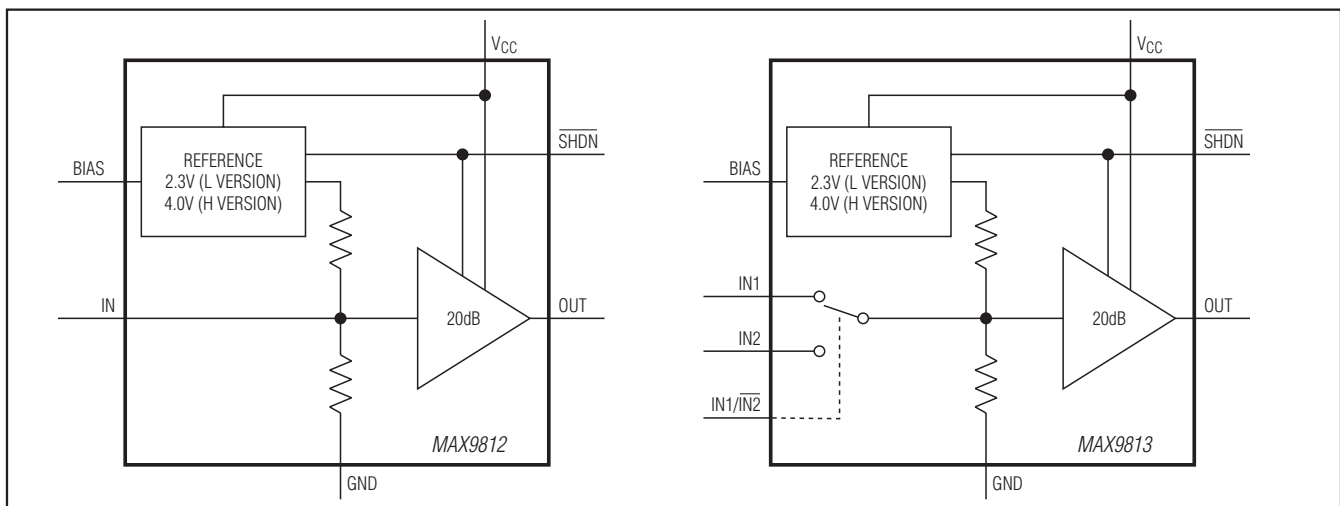 VCC
SHDN
REFERENCE
2.3V (L VERSION)
4.0V (H VERSION)
BIAS
IN
20dB
OUT
MAX9812
GND
VCC
SHDN
REFERENCE
2.3V (L VERSION)
4.0V (H VERSION)
BIAS
IN1
IN2
IN1/IN2
20dB
OUT
MAX9813
GND